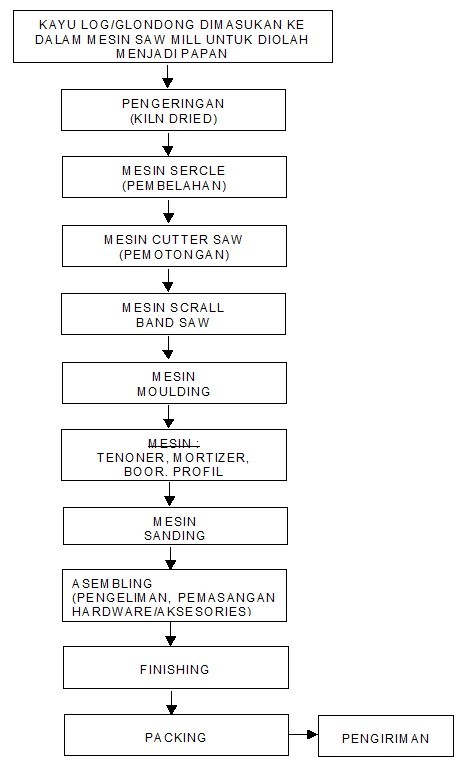 KAYU LOG/GLONDONG DIMASUKAN KE
DALAM MESIN SAW MILL UNTUK DIOLAH
MENJADI PAPAN
PENGERINGAN
(KILN DRIED)
MESIN SERCLE
(PEMBELAHAN)
MESIN CUTTER SAW
(PEMOTONGAN)
MESIN SCRALL
BAND SAW
MESIN
MOULDING
MESIN :
TENONER, MORTIZER,
BOOR. PROFIL
MESIN
SANDING
ASEMBLING
(PENGELIMAN, PEMASANGAN
HARDWARE/AKSESORIES)
FINISHING
PACKING
PENGIRIMAN